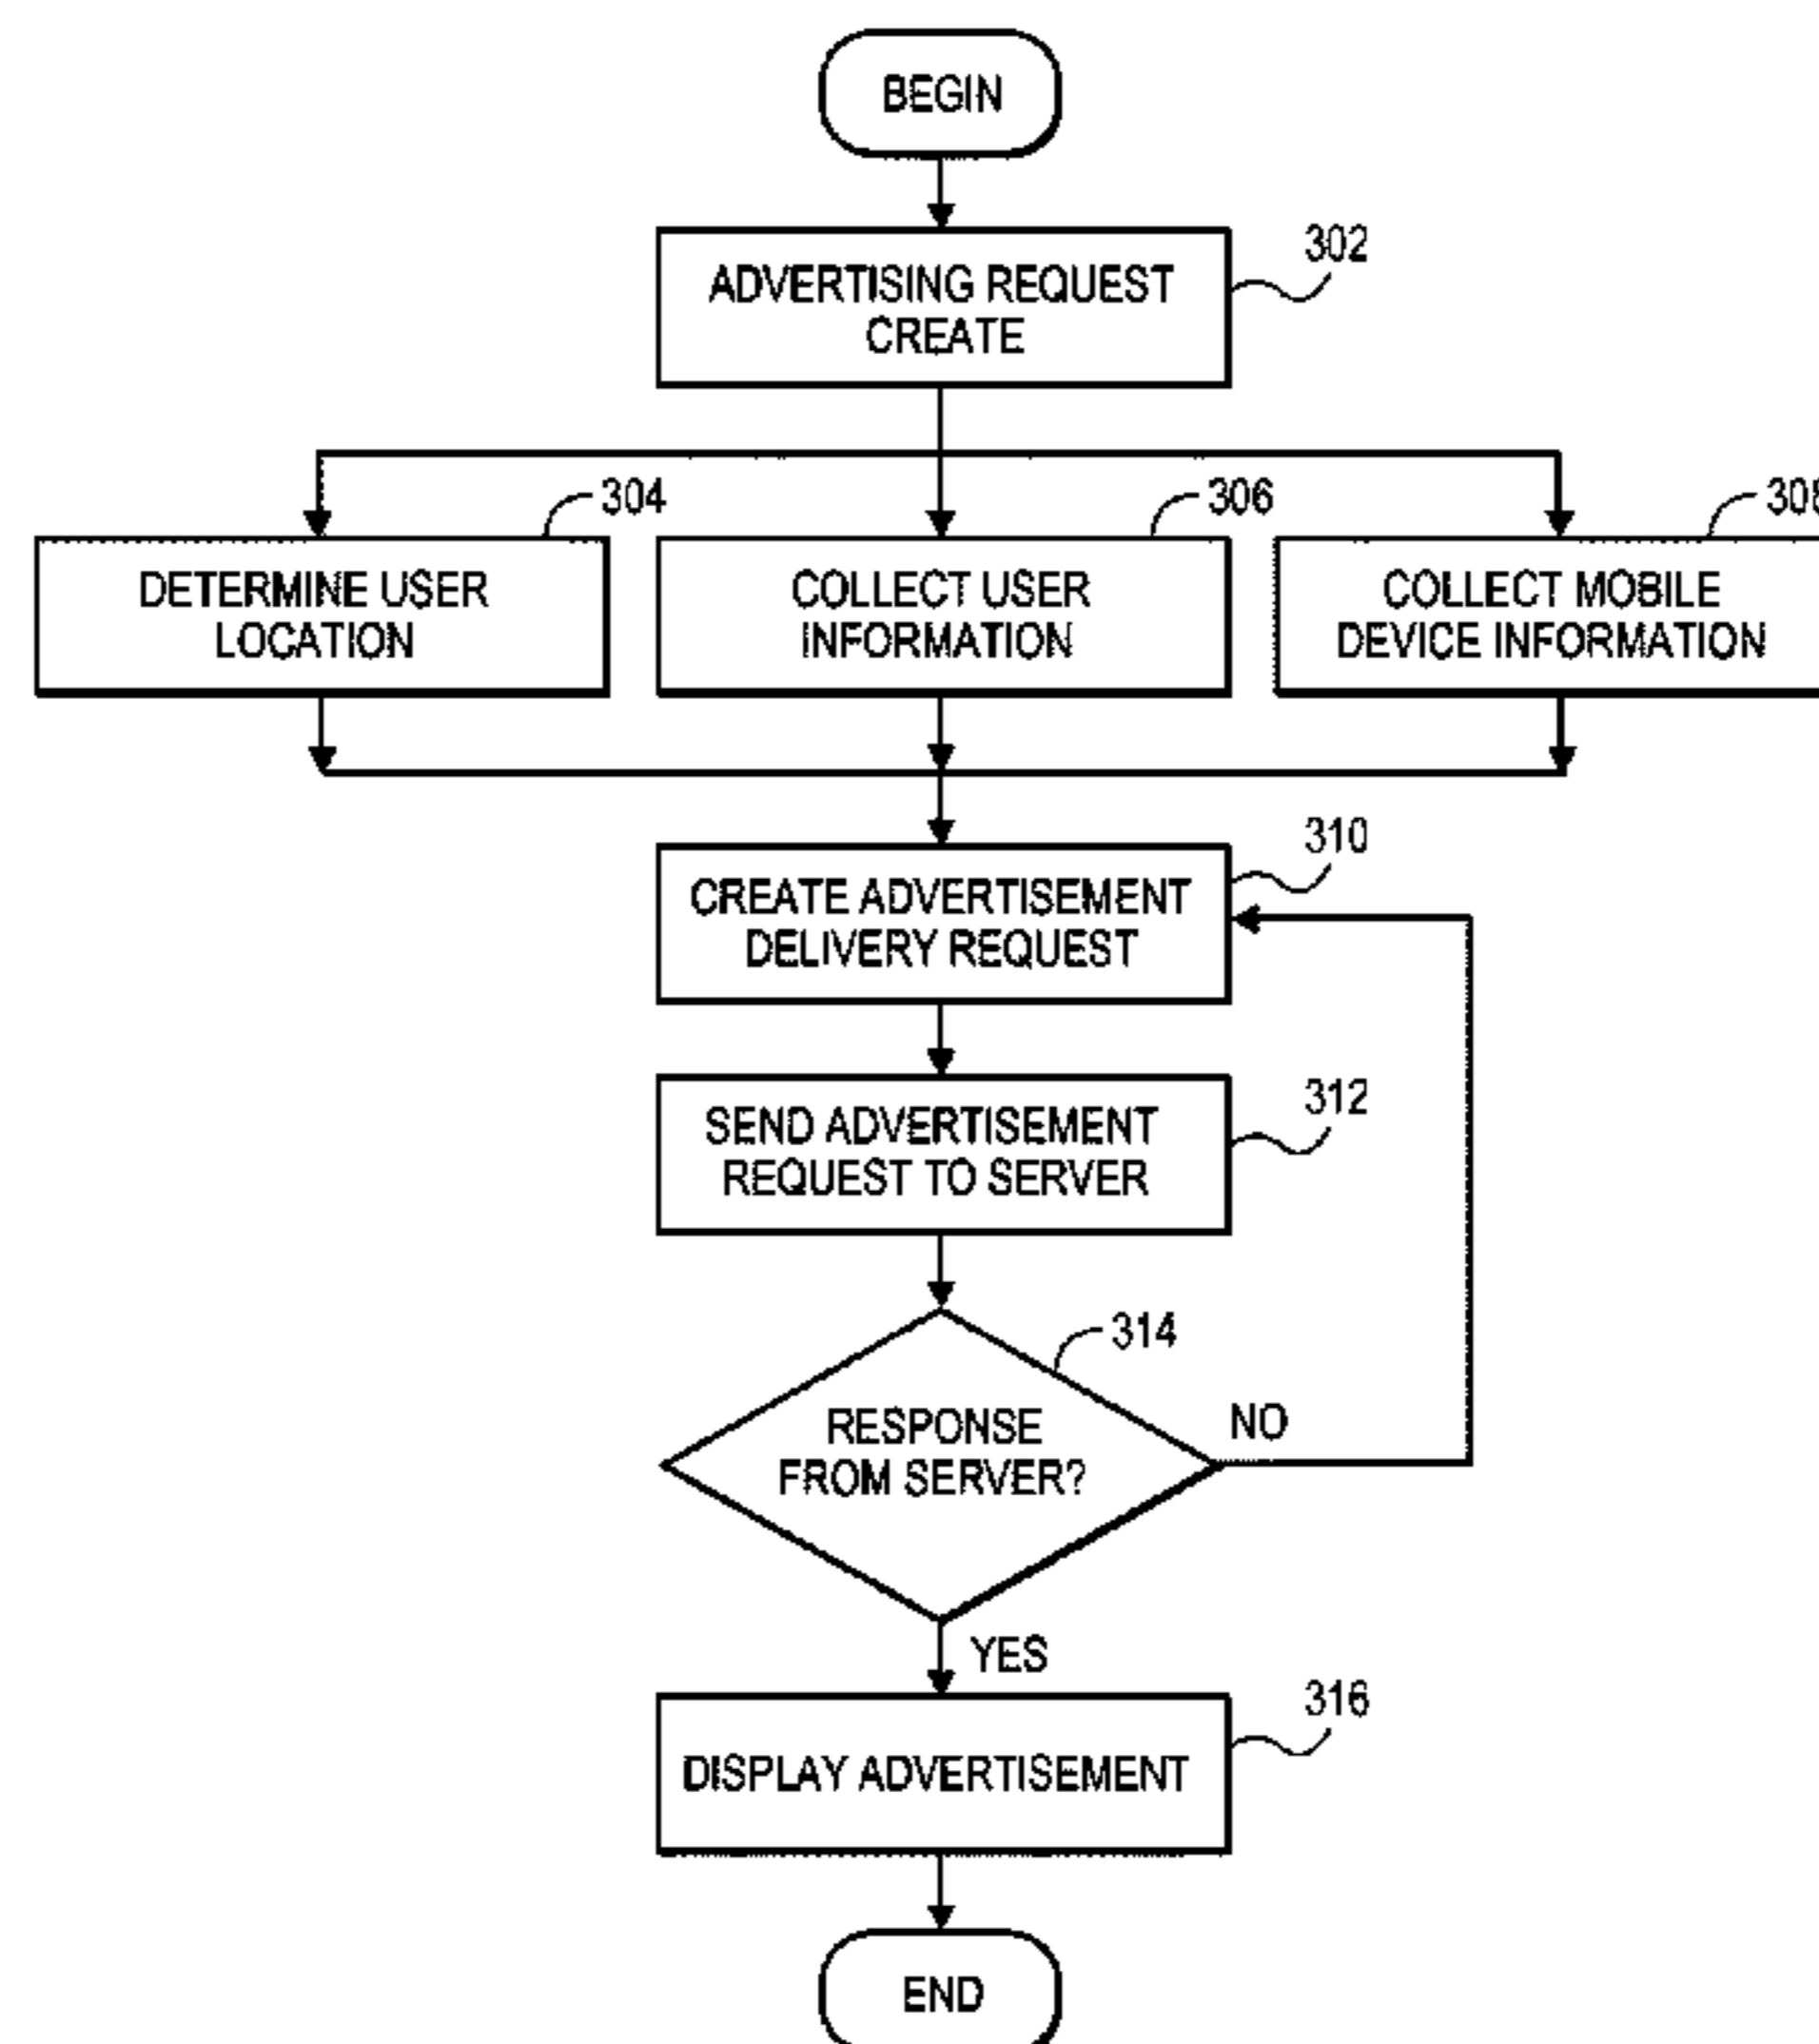 BEGIN
302
ADVERTISING REQUEST
CREATE
304
306
308
DETERMINE USER
LOCATION
COLLECT USER
INFORMATION
COLLECT MOBILE
DEVICE INFORMATION
310
CREATE ADVERTISEMENT
DELIVERY REQUEST
312
SEND ADVERTISEMENT
REQUEST TO SERVER
314
RESPONSE
FROM SERVER?
NO
YES
316
DISPLAY ADVERTISEMENT
END